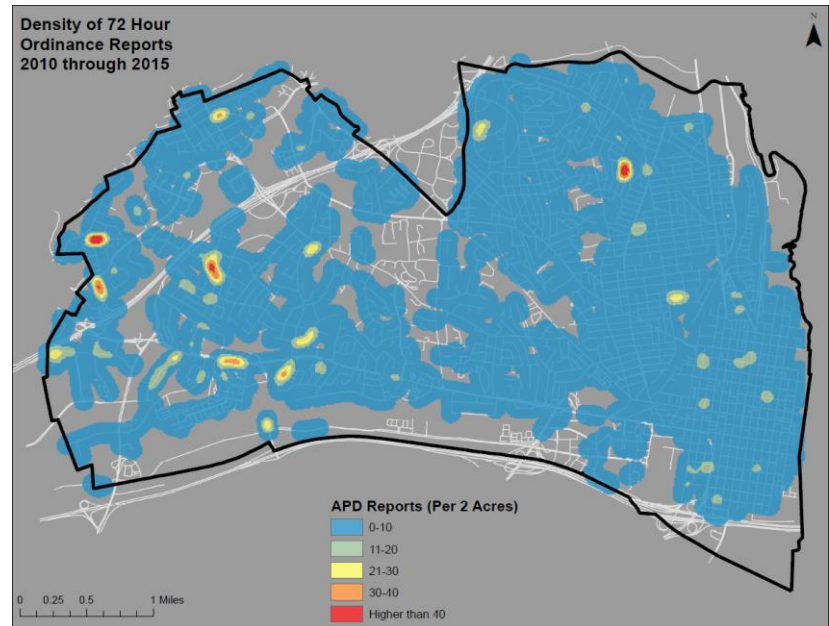 Density of 72 Hour
Ordinance Reports
2010 through 2015
N
APD Reports (Per 2 Acres)
0-10
11-20
21-30
30-40
Higher than 40
0 0.25 0.5 1 Miles